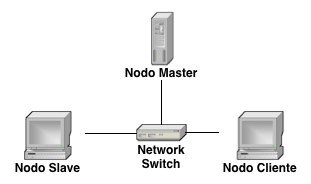 Nodo Master
Nodo Slave
Network
Switch
Nodo Cliente